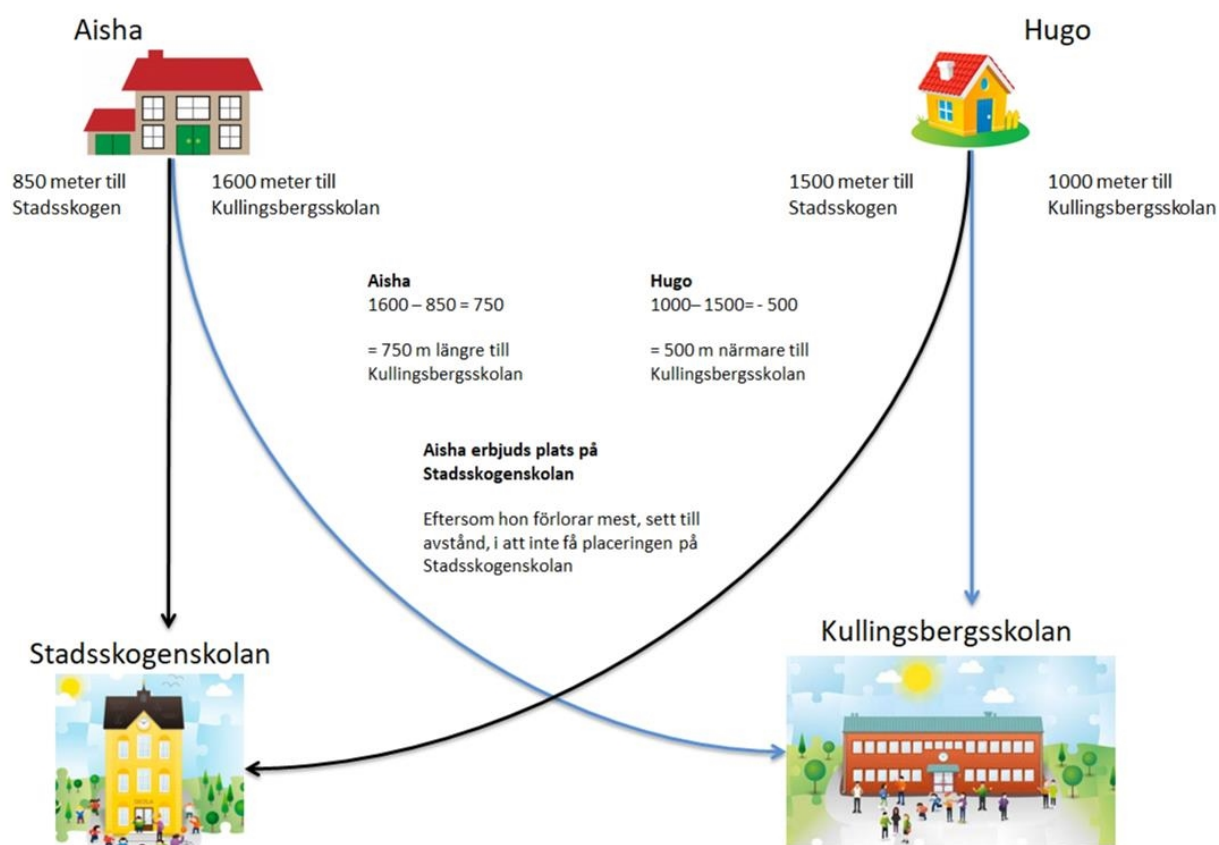 Aisha
Hugo
850 meter till
Stadsskogen
1600 meter till
Kullingsbergsskolan
1500 meter till
Stadsskogen
1000 meter till
Kullingsbergsskolan
Aisha
1600 – 850 = 750
= 750 m längre till
Kullingsbergsskolan
Hugo
1000– 1500= - 500
= 500 m närmare till
Kullingsbergsskolan
Aisha erbjuds plats på
Stadsskogenskolan
Eftersom hon förlorar mest, sett till
avstånd, i att inte få placeringen på
Stadsskogenskolan
Stadsskogenskolan
Kullingsbergsskolan